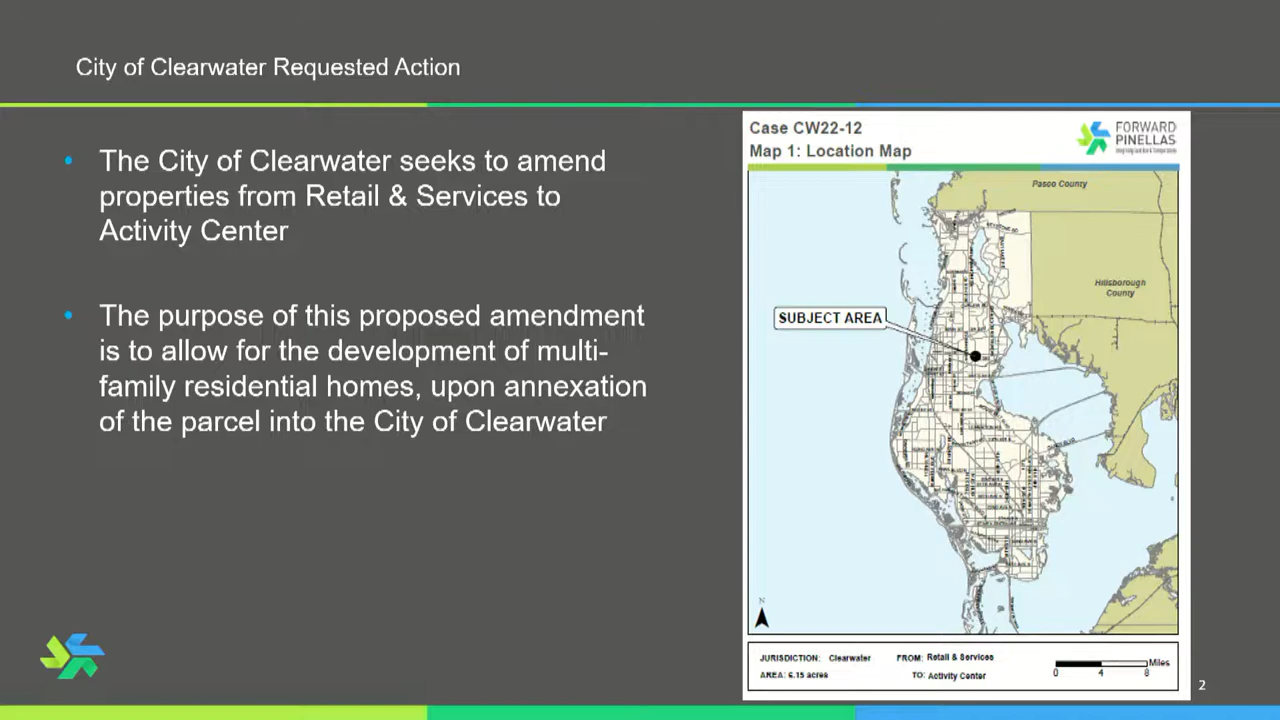 City of Clearwater Requested Action
• The City of Clearwater seeks to amend
properties from Retail & Services to
Activity Center
• The purpose of this proposed amendment
is to allow for the development of multi-
family residential homes, upon annexation
of the parcel into the City of Clearwater
Case CW22-12
Map 1: Location Map
FORWARD
PINELLAS
Pasco County
Hillsborough
County
SUBJECT AREA
N
JURISDICTION: Clearwater
FROM: Retail & Services
AREA: 6.15 acres
TO: Activity Center
Miles
0 4 8
2